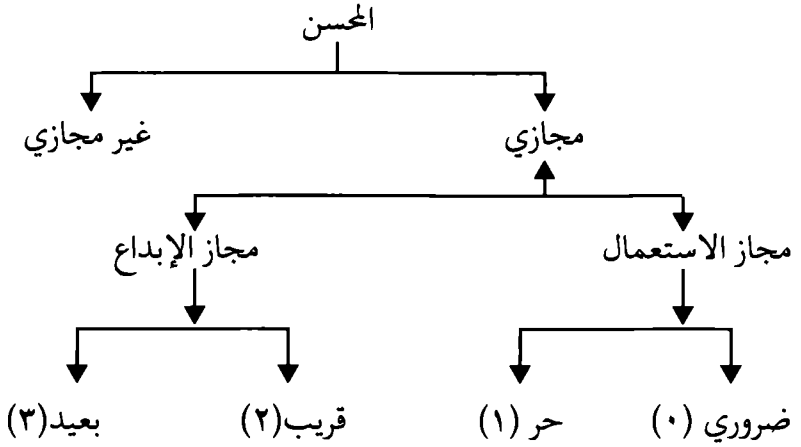 المحسن
مجازي غير مجازي
مجاز الاستعمال مجاز الإبداع
ضروري (٠) حر (١) قريب(٢) بعيد(٣)